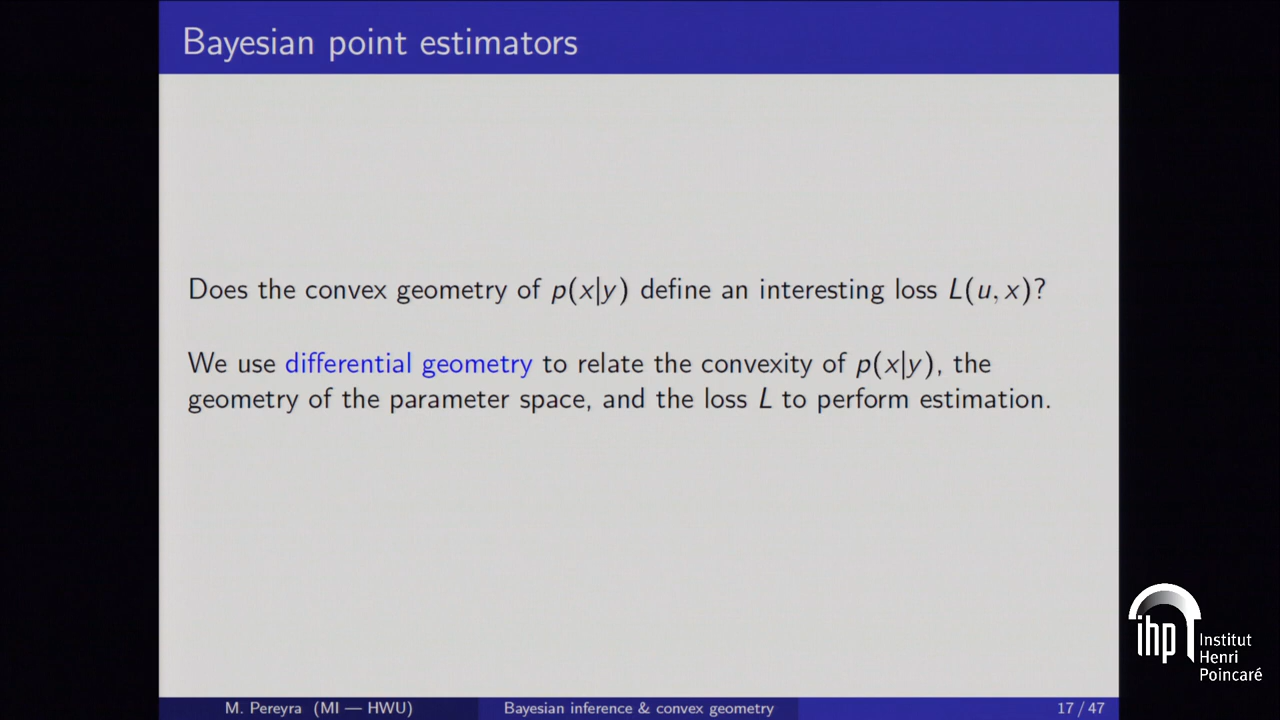 Bayesian point estimators
Does the convex geometry of p(x|y) define an interesting loss L(u, x)?
We use differential geometry to relate the convexity of p(x|y), the
geometry of the parameter space, and the loss L to perform estimation.
ihp Institut
Henri
Poincaré
M. Pereyra (MI — HWU)
Bayesian inference & convex geometry
17 / 47